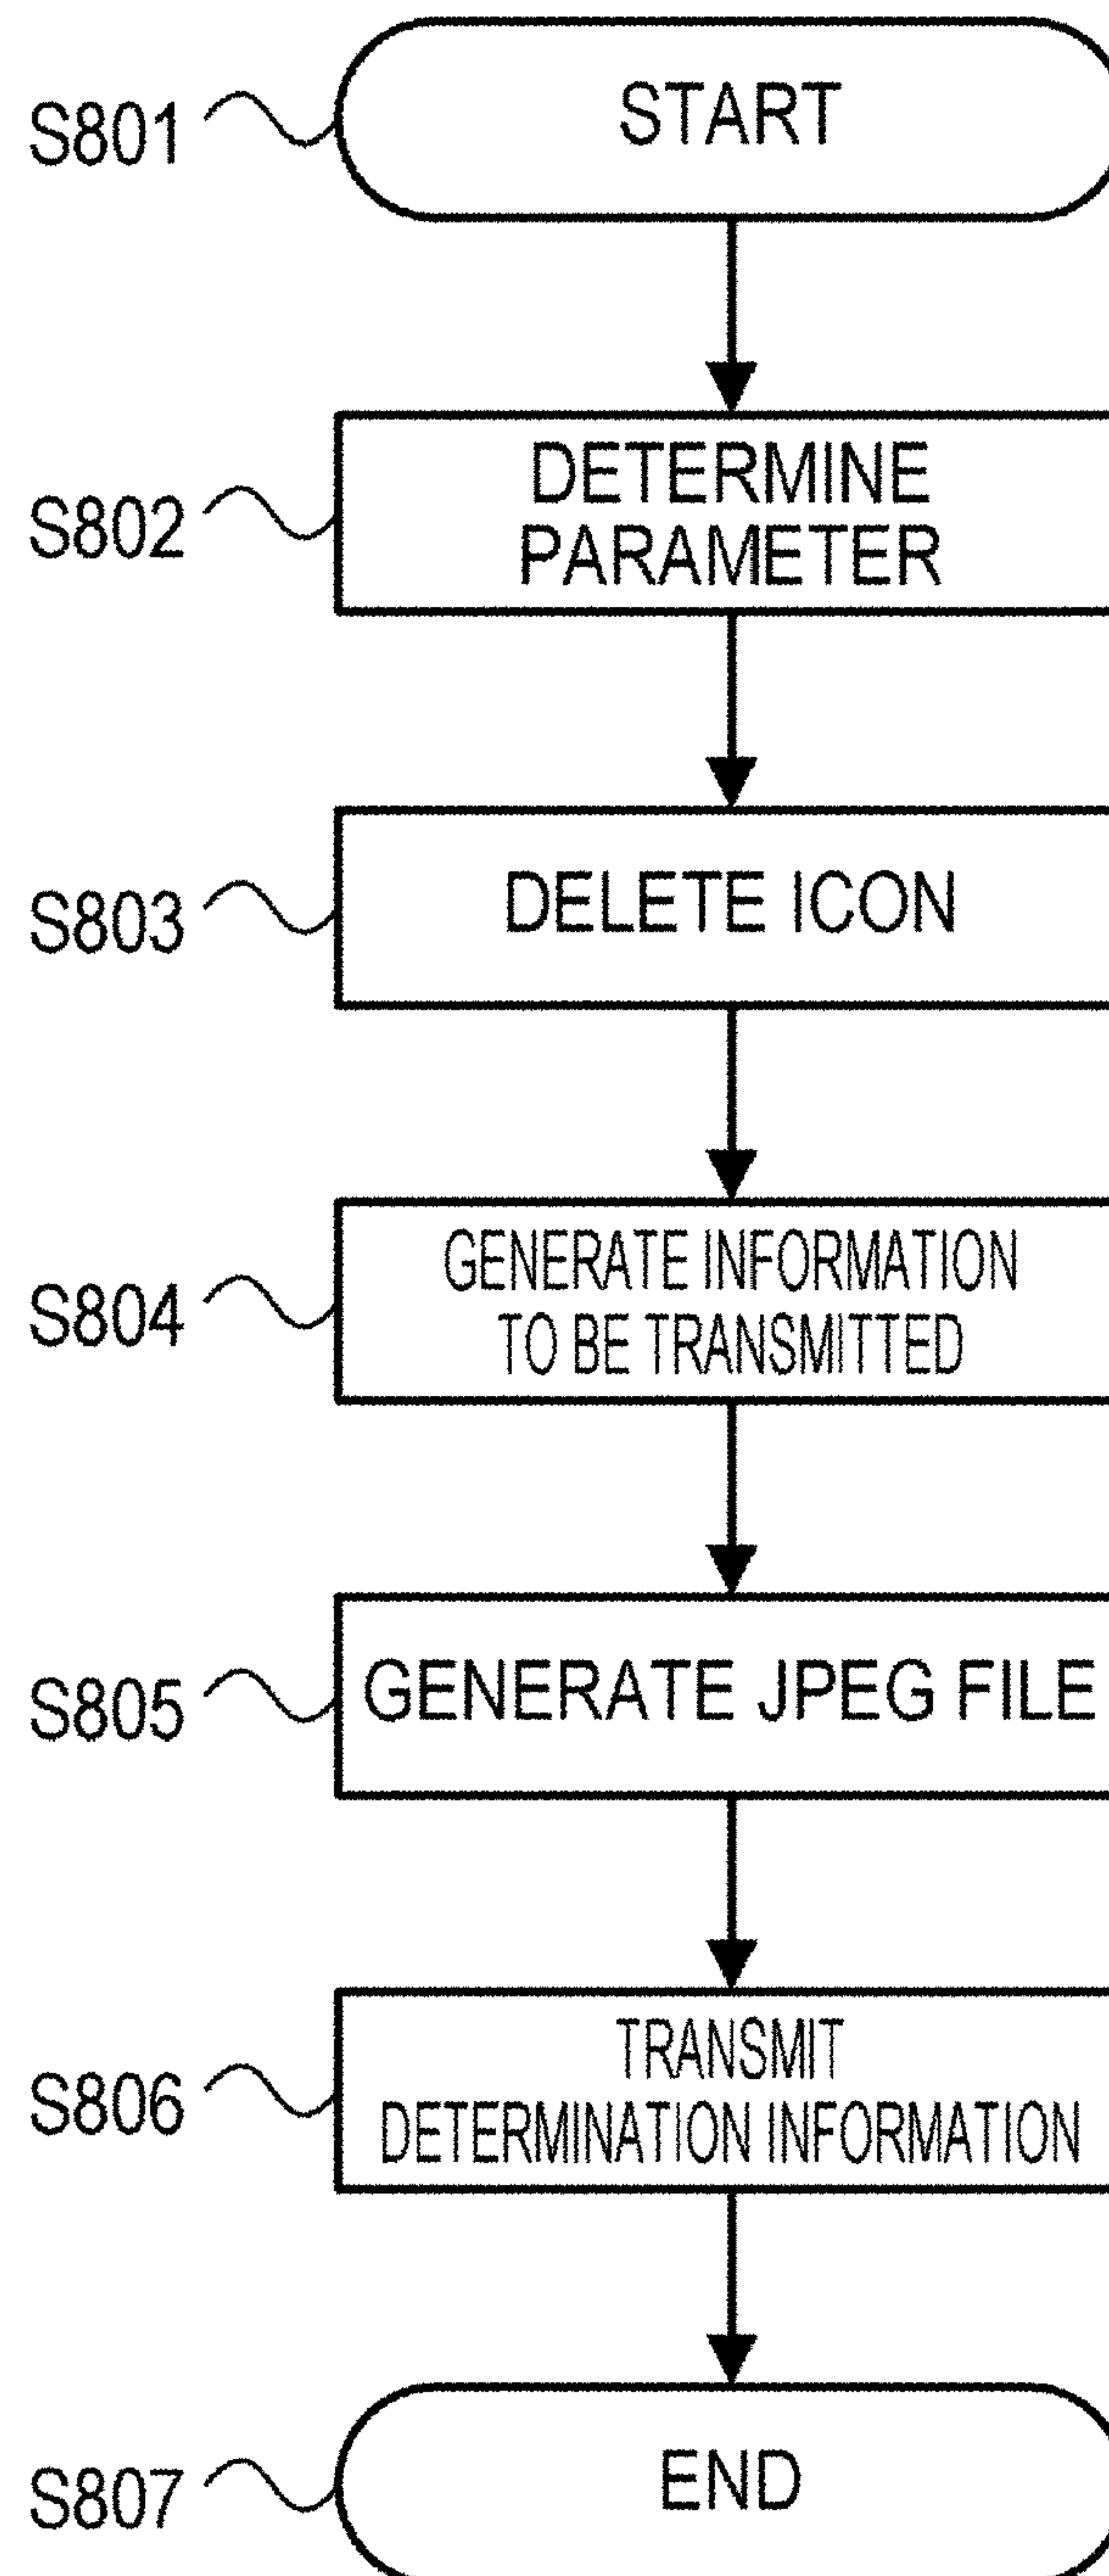 S801
START
S802
DETERMINE
PARAMETER
S803
DELETE ICON
S804
GENERATE INFORMATION
TO BE TRANSMITTED
S805
GENERATE JPEG FILE
S806
TRANSMIT
DETERMINATION INFORMATION
S807
END